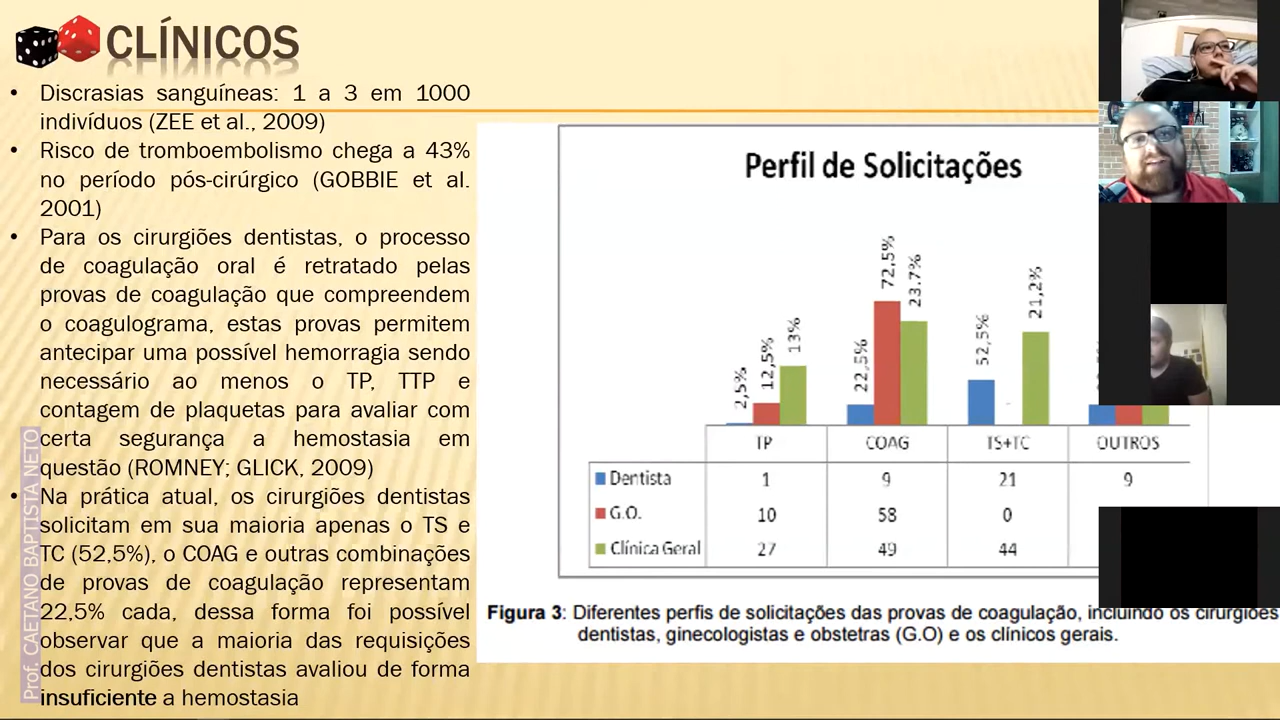 CLÍNICOS
• Discrasias sanguíneas: 1 a 3 em 1000
indivíduos (ZEE et al., 2009)
• Risco de tromboembolismo chega a 43%
no período pós-cirúrgico (GOBBIE et al.
2001)
• Para os cirurgiões dentistas, o processo
de coagulação oral é retratado pelas
provas de coagulação que compreendem
o coagulograma, estas provas permitem
antecipar uma possível hemorragia sendo
necessário ao menos o TP, TTP e
contagem de plaquetas para avaliar com
certa segurança a hemostasia em
questão (ROMNEY; GLICK, 2009)
• Na prática atual, os cirurgiões dentistas
solicitam em sua maioria apenas o TS e
TC (52,5%), o COAG e outras combinações
de provas de coagulação representam
22,5% cada, dessa forma foi possível
observar que a maioria das requisições
dos cirurgiões dentistas avaliou de forma
insuficiente a hemostasia
Prof. CAETANO BAPTISTA NETO
Perfil de Solicitações
2,5%
12,5%
13%
22,5%
72,5%
23,7%
52,5%
21,2%
TP COAG TS+TC OUTROS
Dentista 1 9 21 9
G.O. 10 58 0
Clínica Geral 27 49 44
Figura 3: Diferentes perfis de solicitações das provas de coagulação, incluindo os cirurgiões
dentistas, ginecologistas e obstetras (G.O) e os clínicos gerais.